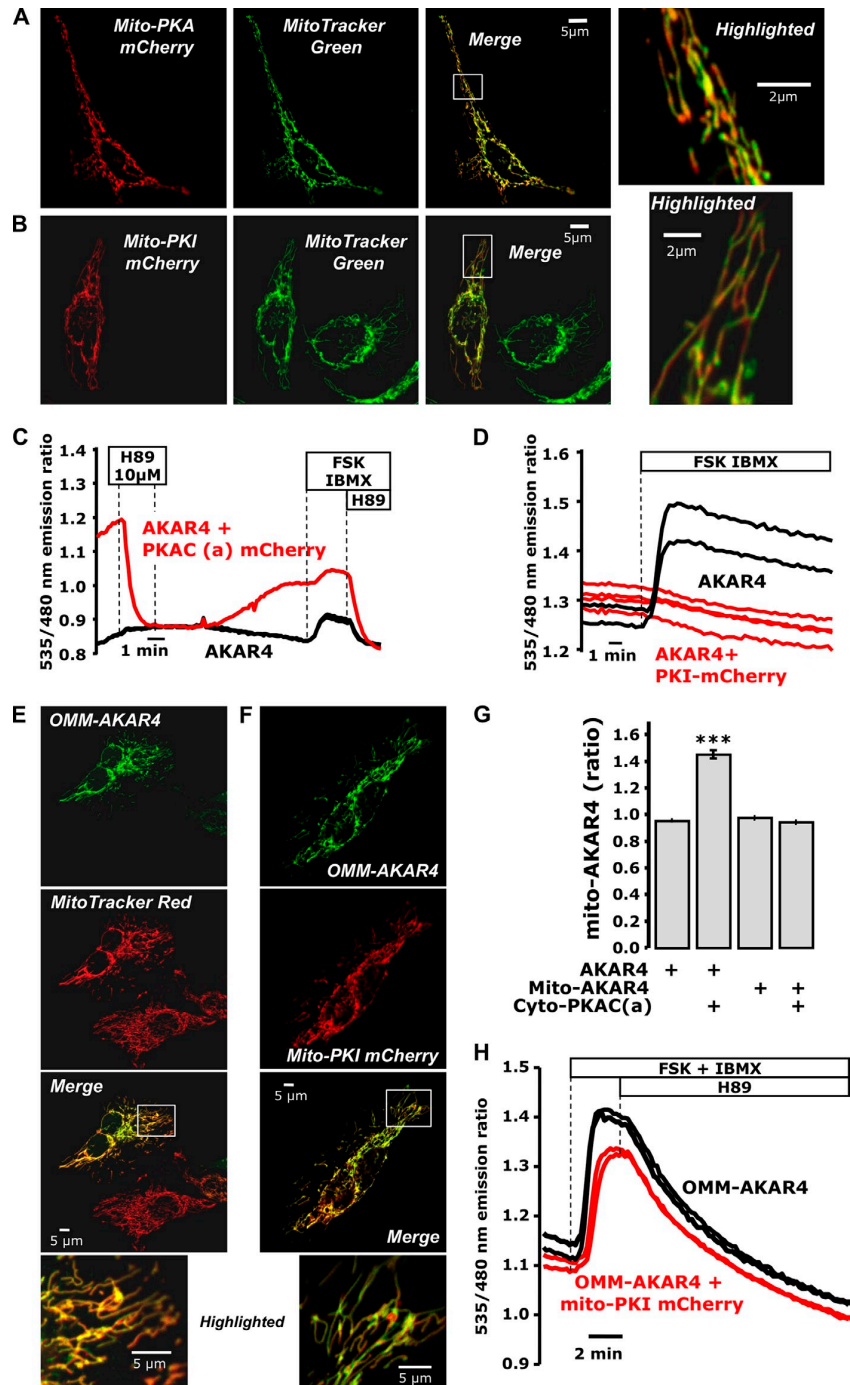 A
Mito-PKA
mCherry
MitoTracker
Green
Merge
5µm
Highlighted
2µm
B
Mito-PKI
mCherry
MitoTracker
Green
Merge
5µm
Highlighted
2µm
C
535/480 nm emission ratio
1.4
1.3
1.2
1.1
1.0
0.9
0.8
H89
10µM
FSK
IBMX
H89
AKAR4 +
PKAC (a) mCherry
AKAR4
1 min
D
535/480 nm emission ratio
1.6
1.5
1.4
1.3
1.2
FSK IBMX
AKAR4
AKAR4+
PKI-mCherry
1 min
E
OMM-AKAR4
MitoTracker Red
Merge
5 µm
5 µm
Highlighted
F
OMM-AKAR4
Mito-PKI mCherry
5 µm
Merge
5 µm
G
mito-AKAR4 (ratio)
1.6
1.4
1.2
1.0
0.8
0.6
0.4
0.2
0.0
***
AKAR4 + +
Mito-AKAR4 + +
Cyto-PKAC(a) + +
H
535/480 nm emission ratio
1.5
1.4
1.3
1.2
1.1
1.0
0.9
FSK + IBMX
H89
OMM-AKAR4
OMM-AKAR4 +
mito-PKI mCherry
2 min